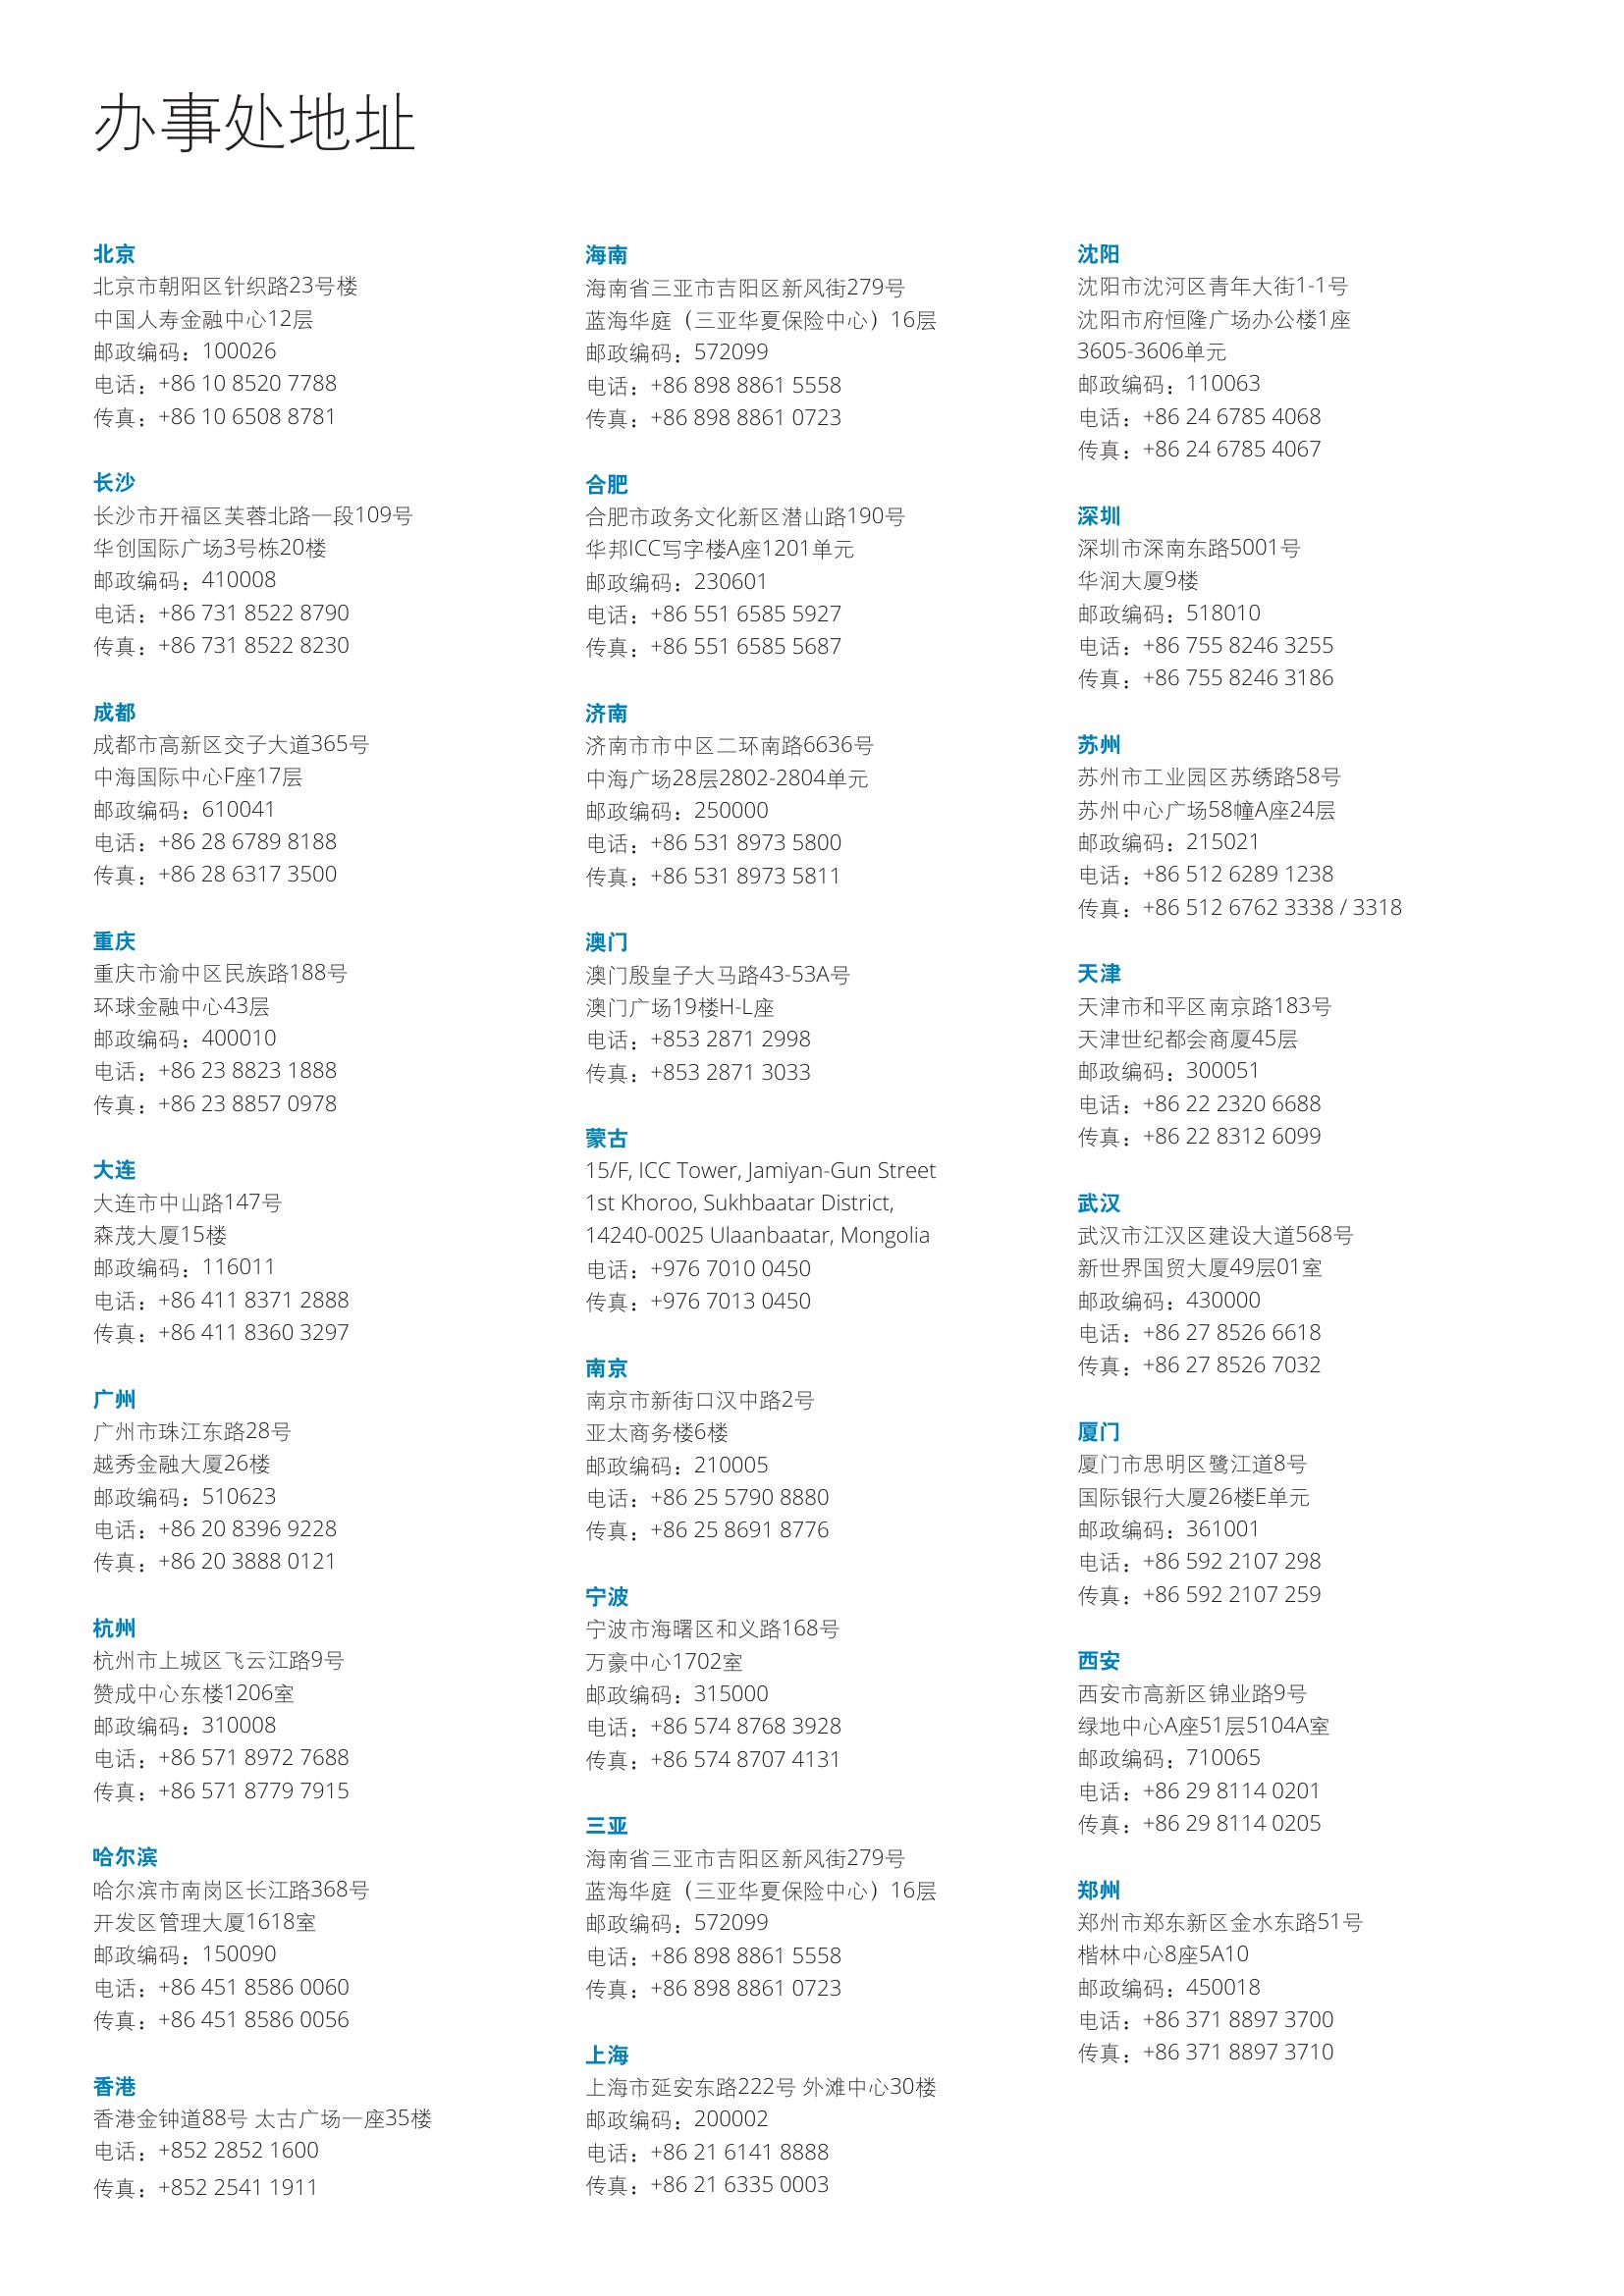 办事处地址
北京
北京市朝阳区针织路23号楼
中国人寿金融中心12层
邮政编码：100026
电话：+86 10 8520 7788
传真：+86 10 6508 8781
长沙
长沙市开福区芙蓉北路一段109号
华创国际广场3号栋20楼
邮政编码：410008
电话：+86 731 8522 8790
传真：+86 731 8522 8230
成都
成都市高新区交子大道365号
中海国际中心F座17层
邮政编码：610041
电话：+86 28 6789 8188
传真：+86 28 6317 3500
重庆
重庆市渝中区民族路188号
环球金融中心43层
邮政编码：400010
电话：+86 23 8823 1888
传真：+86 23 8857 0978
大连
大连市中山路147号
森茂大厦15楼
邮政编码：116011
电话：+86 411 8371 2888
传真：+86 411 8360 3297
广州
广州市珠江东路28号
越秀金融大厦26楼
邮政编码：510623
电话：+86 20 8396 9228
传真：+86 20 3888 0121
杭州
杭州市上城区飞云江路9号
赞成中心东楼1206室
邮政编码：310008
电话：+86 571 8972 7688
传真：+86 571 8779 7915
哈尔滨
哈尔滨市南岗区长江路368号
开发区管理大厦1618室
邮政编码：150090
电话：+86 451 8586 0060
传真：+86 451 8586 0056
香港
香港金钟道88号 太古广场一座35楼
电话：+852 2852 1600
传真：+852 2541 1911
海南
海南省三亚市吉阳区新风街279号
蓝海华庭（三亚华夏保险中心）16层
邮政编码：572099
电话：+86 898 8861 5558
传真：+86 898 8861 0723
合肥
合肥市政务文化新区潜山路190号
华邦ICC写字楼A座1201单元
邮政编码：230601
电话：+86 551 6585 5927
传真：+86 551 6585 5687
济南
济南市市中区二环南路6636号
中海广场28层2802-2804单元
邮政编码：250000
电话：+86 531 8973 5800
传真：+86 531 8973 5811
澳门
澳门殷皇子大马路43-53A号
澳门广场19楼H-L座
电话：+853 2871 2998
传真：+853 2871 3033
蒙古
15/F, ICC Tower, Jamiyan-Gun Street
1st Khoroo, Sukhbaatar District,
14240-0025 Ulaanbaatar, Mongolia
电话：+976 7010 0450
传真：+976 7013 0450
南京
南京市新街口汉中路2号
亚太商务楼6楼
邮政编码：210005
电话：+86 25 5790 8880
传真：+86 25 8691 8776
宁波
宁波市海曙区和义路168号
万豪中心1702室
邮政编码：315000
电话：+86 574 8768 3928
传真：+86 574 8707 4131
三亚
海南省三亚市吉阳区新风街279号
蓝海华庭（三亚华夏保险中心）16层
邮政编码：572099
电话：+86 898 8861 5558
传真：+86 898 8861 0723
上海
上海市延安东路222号 外滩中心30楼
邮政编码：200002
电话：+86 21 6141 8888
传真：+86 21 6335 0003
沈阳
沈阳市沈河区青年大街1-1号
沈阳市府恒隆广场办公楼1座
3605-3606单元
邮政编码：110063
电话：+86 24 6785 4068
传真：+86 24 6785 4067
深圳
深圳市深南东路5001号
华润大厦9楼
邮政编码：518010
电话：+86 755 8246 3255
传真：+86 755 8246 3186
苏州
苏州市工业园区苏绣路58号
苏州中心广场58幢A座24层
邮政编码：215021
电话：+86 512 6289 1238
传真：+86 512 6762 3338 / 3318
天津
天津市和平区南京路183号
天津世纪都会商厦45层
邮政编码：300051
电话：+86 22 2320 6688
传真：+86 22 8312 6099
武汉
武汉市江汉区建设大道568号
新世界国贸大厦49层01室
邮政编码：430000
电话：+86 27 8526 6618
传真：+86 27 8526 7032
厦门
厦门市思明区鹭江道8号
国际银行大厦26楼E单元
邮政编码：361001
电话：+86 592 2107 298
传真：+86 592 2107 259
西安
西安市高新区锦业路9号
绿地中心A座51层5104A室
邮政编码：710065
电话：+86 29 8114 0201
传真：+86 29 8114 0205
郑州
郑州市郑东新区金水东路51号
楷林中心8座5A10
邮政编码：450018
电话：+86 371 8897 3700
传真：+86 371 8897 3710